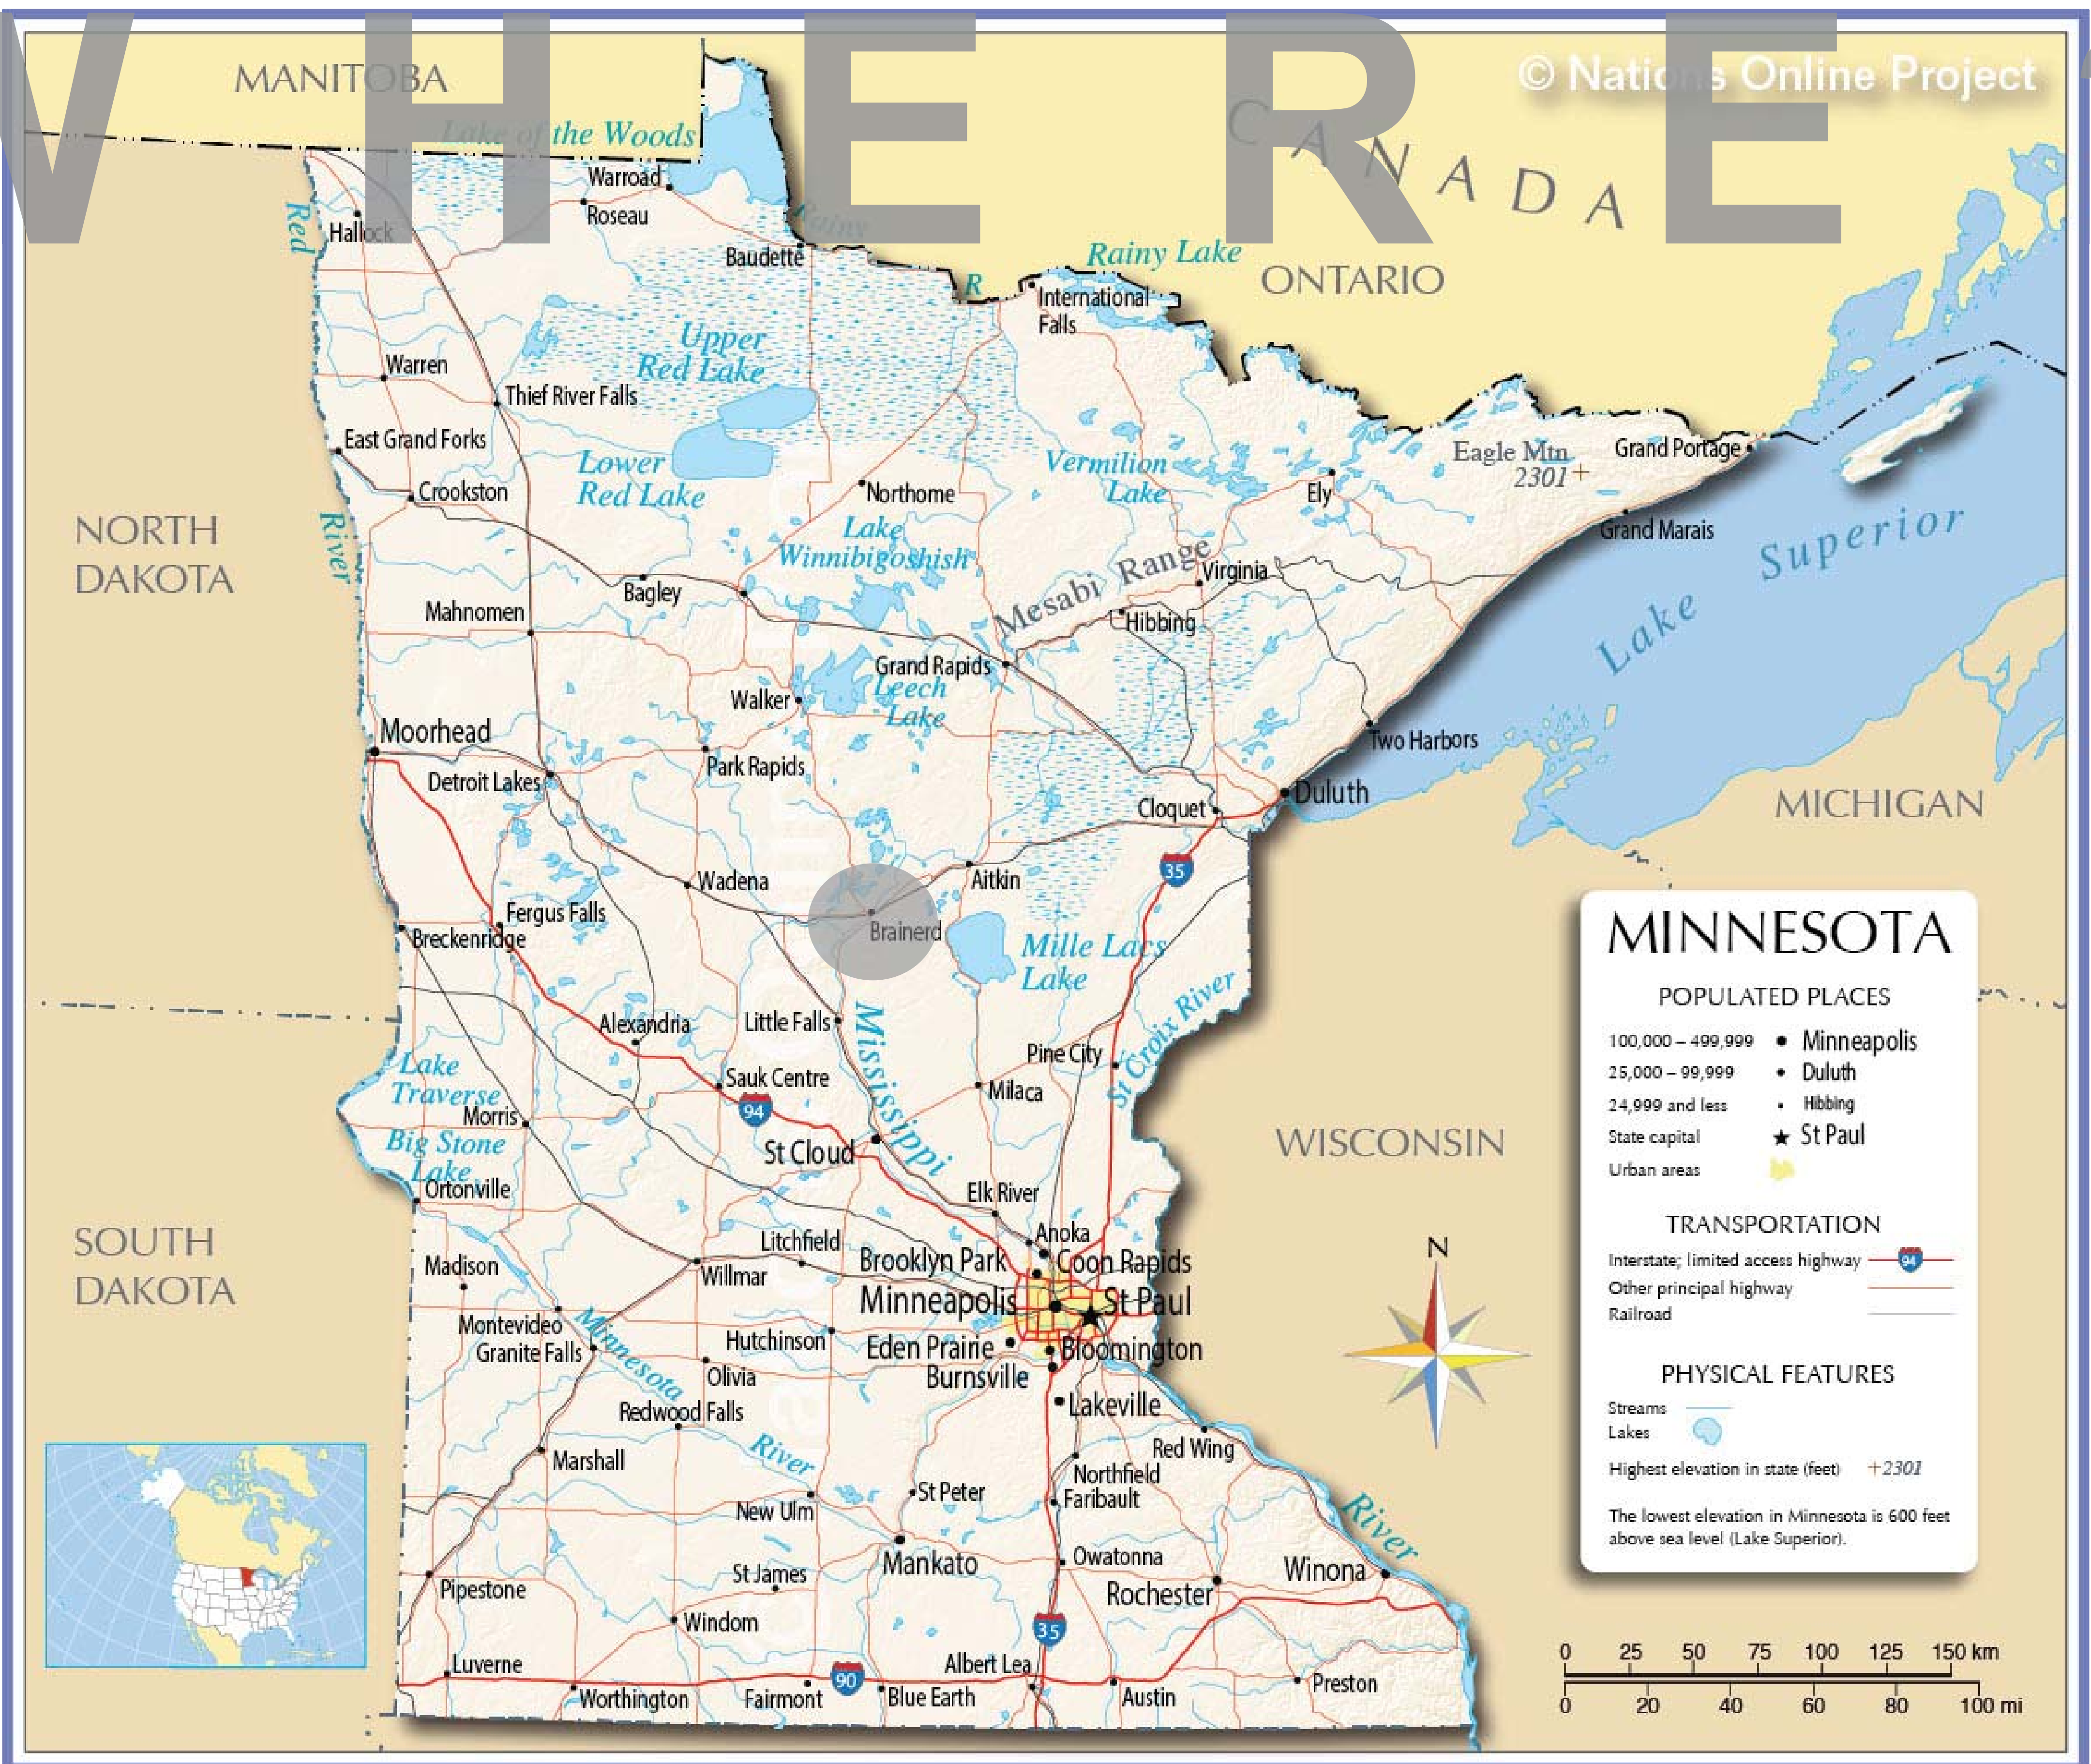 W H E R E
© Nations Online Project
MANITOBA
CANADA
Lake of the Woods
Warroad
Roseau
Hallock
Red
Rainy
Baudette
R
Rainy Lake
ONTARIO
International
Falls
Upper
Red Lake
Warren
Thief River Falls
East Grand Forks
Lower
Red Lake
Crookston
Northome
Vermilion
Lake
Ely
Eagle Mtn
2301
Grand Portage
Grand Marais
Lake Superior
NORTH
DAKOTA
River
Lake
Winnibigoshish
Mesabi Range
Virginia
Hibbing
Bagley
Mahnomen
Grand Rapids
Walker
Leech
Lake
Moorhead
Detroit Lakes
Park Rapids
Two Harbors
Duluth
Cloquet
MICHIGAN
35
Wadena
Aitkin
Brainerd
Fergus Falls
Breckenridge
Mille Lacs
Lake
St Croix River
Mississippi
Alexandria
Little Falls
Pine City
Lake
Traverse
Sauk Centre
Milaca
94
Morris
Big Stone
Lake
Ortonville
St Cloud
WISCONSIN
Elk River
Anoka
SOUTH
DAKOTA
Madison
Litchfield
Willmar
Brooklyn Park
Coon Rapids
Minneapolis
St Paul
Montevideo
Granite Falls
Minnesota
Hutchinson
Eden Prairie
Bloomington
Olivia
Burnsville
Redwood Falls
Lakeville
River
Red Wing
Marshall
Northfield
Faribault
St Peter
New Ulm
River
Mankato
Owatonna
Winona
St James
Rochester
Pipestone
Windom
35
Luverne
90
Albert Lea
Worthington
Fairmont
Blue Earth
Austin
Preston
MINNESOTA
POPULATED PLACES
100,000 – 499,999 Minneapolis
25,000 – 99,999 Duluth
24,999 and less Hibbing
State capital St Paul
Urban areas
TRANSPORTATION
Interstate; limited access highway 94
Other principal highway
Railroad
PHYSICAL FEATURES
Streams
Lakes
Highest elevation in state (feet) +2301
The lowest elevation in Minnesota is 600 feet
above sea level (Lake Superior).
N
0 25 50 75 100 125 150 km
0 20 40 60 80 100 mi